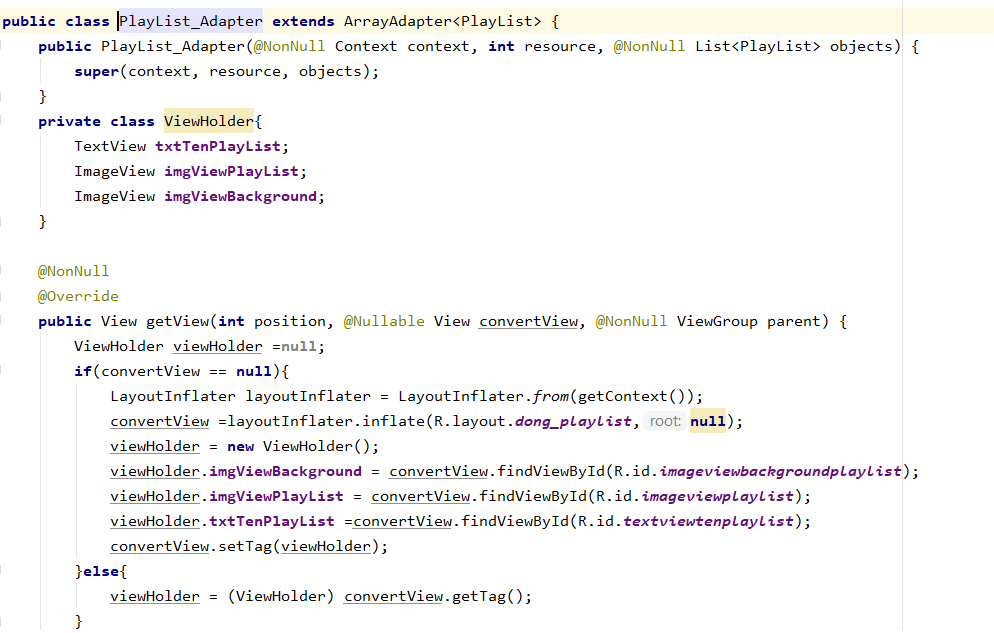 public class PlayList_Adapter extends ArrayAdapter<PlayList> {
    public PlayList_Adapter(@NonNull Context context, int resource, @NonNull List<PlayList> objects) {
        super(context, resource, objects);
    }
    private class ViewHolder{
        TextView txtTenPlayList;
        ImageView imgViewPlayList;
        ImageView imgViewBackground;
    }

    @NonNull
    @Override
    public View getView(int position, @Nullable View convertView, @NonNull ViewGroup parent) {
        ViewHolder viewHolder =null;
        if(convertView == null){
            LayoutInflater layoutInflater = LayoutInflater.from(getContext());
            convertView =layoutInflater.inflate(R.layout.dong_playlist, root: null);
            viewHolder = new ViewHolder();
            viewHolder.imgViewBackground = convertView.findViewById(R.id.imageviewbackgroundplaylist);
            viewHolder.imgViewPlayList = convertView.findViewById(R.id.imageviewplaylist);
            viewHolder.txtTenPlayList =convertView.findViewById(R.id.textviewtenplaylist);
            convertView.setTag(viewHolder);
        }else{
            viewHolder = (ViewHolder) convertView.getTag();
        }